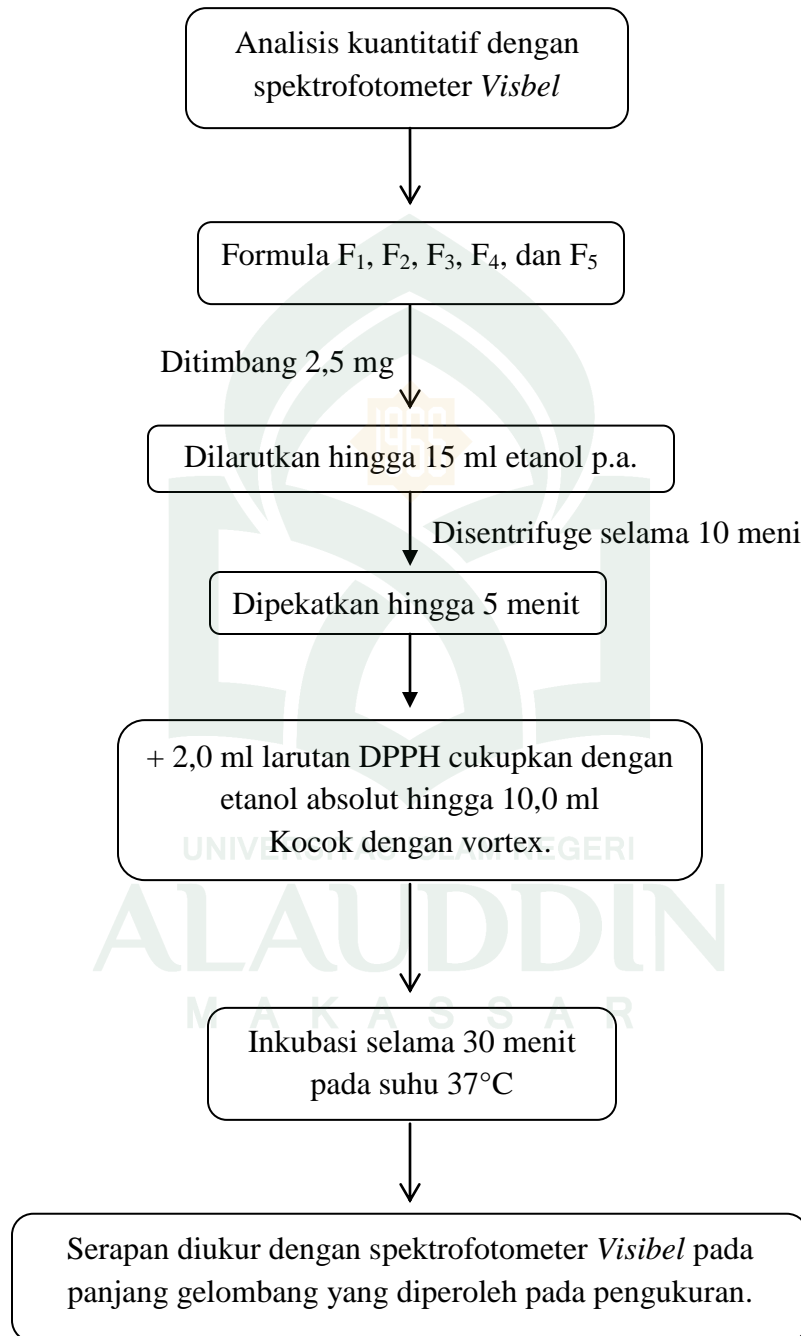 Analisis kuantitatif dengan
spektrofotometer Visbel
Formula F₁, F₂, F₃, F₄, dan F₅
Ditimbang 2,5 mg
1965
Dilarutkan hingga 15 ml etanol p.a.
Disentrifuge selama 10 meni
Dipekatkan hingga 5 menit
+ 2,0 ml larutan DPPH cukupkan dengan
etanol absolut hingga 10,0 ml
Kocok dengan vortex.
UNIVERSITAS ISLAM NEGERI
ALAUDDIN
MAKASSAR
Inkubasi selama 30 menit
pada suhu 37°C
Serapan diukur dengan spektrofotometer Visibel pada
panjang gelombang yang diperoleh pada pengukuran.